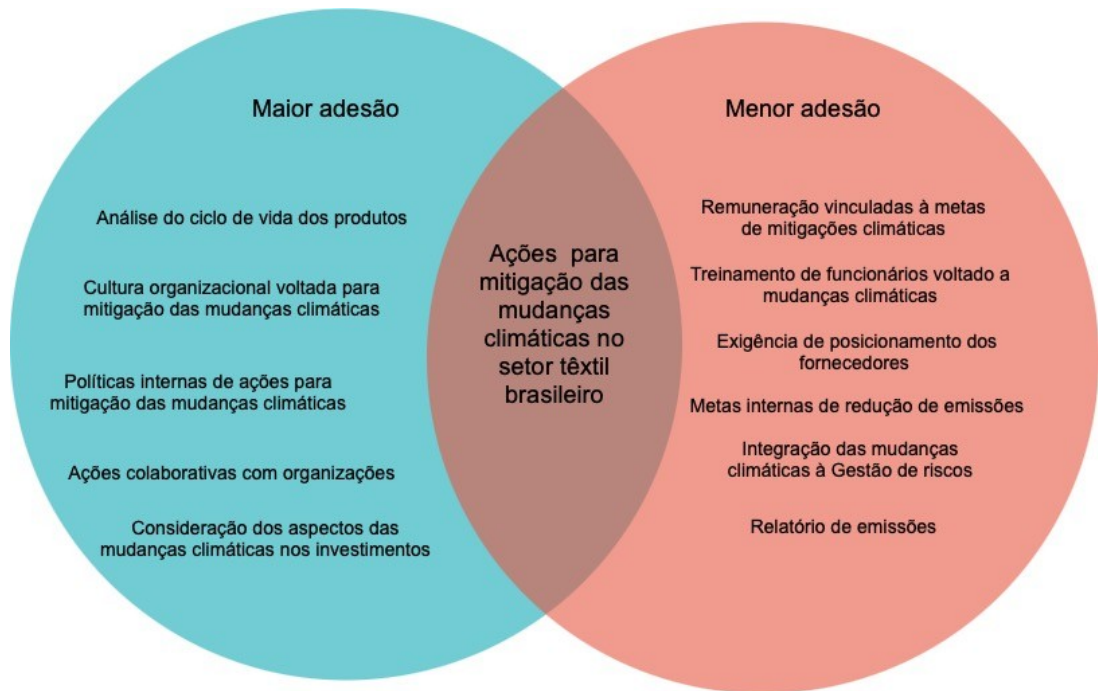 Maior adesão
Análise do ciclo de vida dos produtos
Cultura organizacional voltada para
mitigação das mudanças climáticas
Políticas internas de ações para
mitigação das mudanças climáticas
Ações colaborativas com organizações
Consideração dos aspectos das
mudanças climáticas nos investimentos
Ações para
mitigação das
mudanças
climáticas no
setor têxtil
brasileiro
Menor adesão
Remuneração vinculadas à metas
de mitigações climáticas
Treinamento de funcionários voltado a
mudanças climáticas
Exigência de posicionamento dos
fornecedores
Metas internas de redução de emissões
Integração das mudanças
climáticas à Gestão de riscos
Relatório de emissões